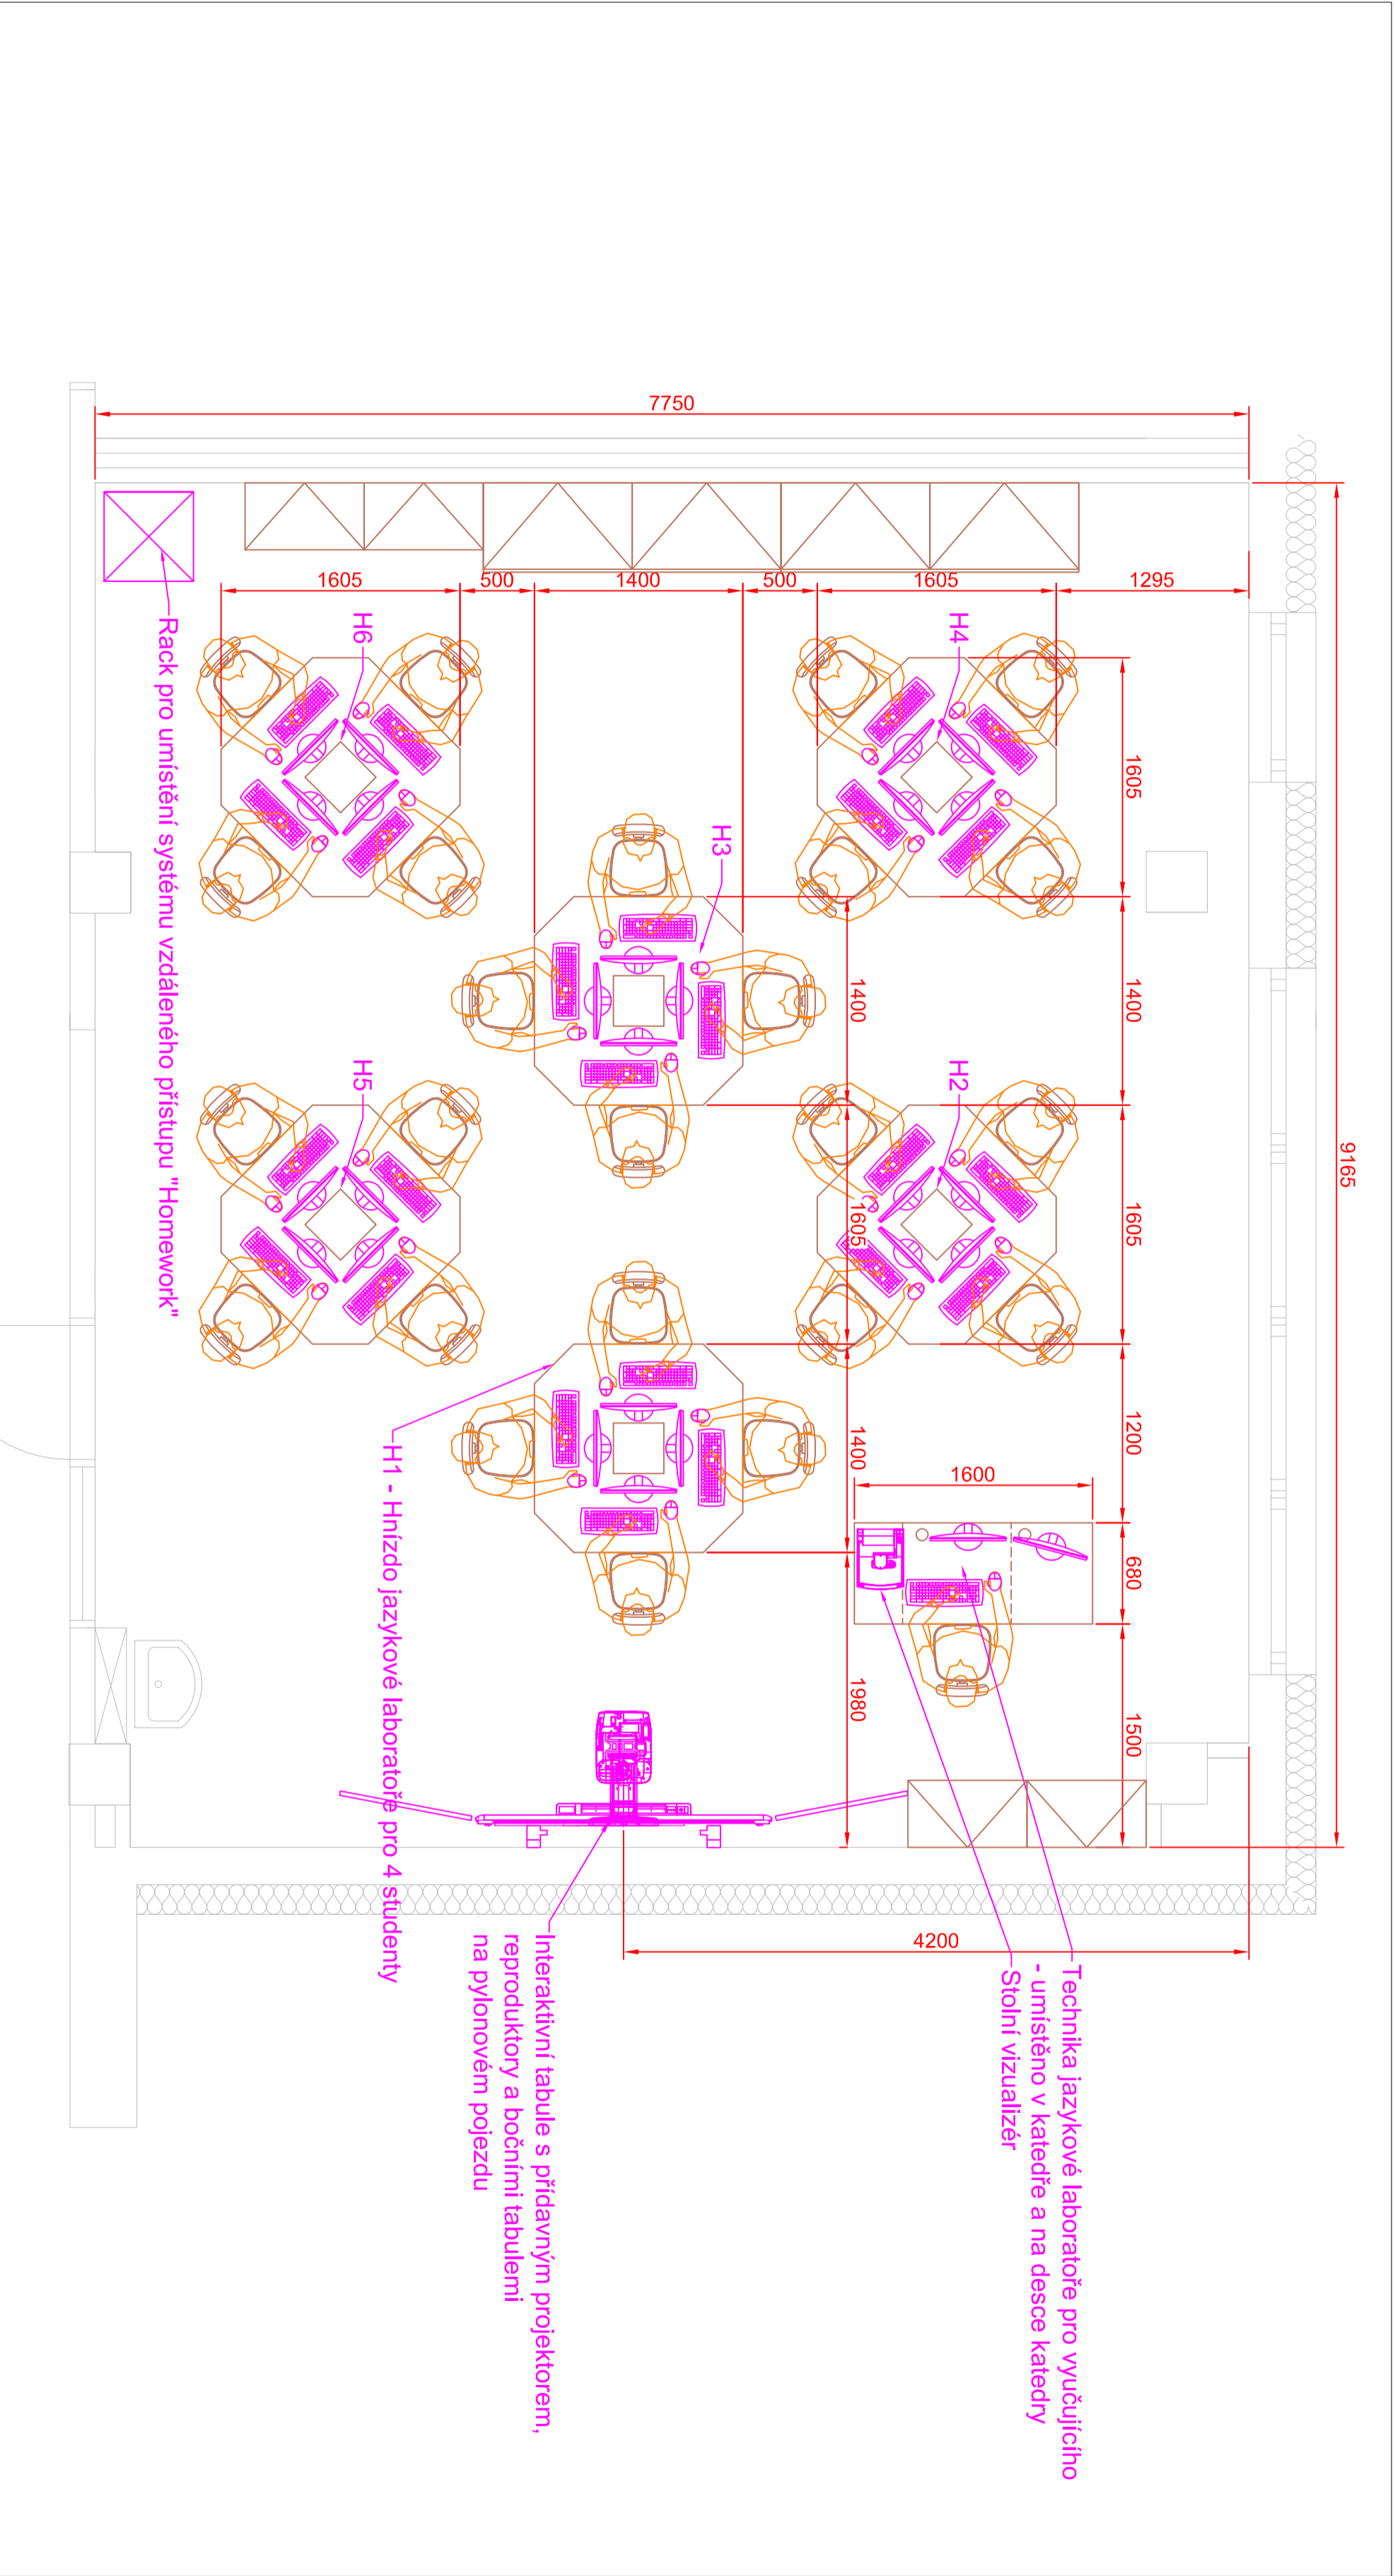 7750
9165
1605
500
1400
500
1605
1295
H6
H4
1605
1400
1605
1200
680
1500
H3
1400
1605
1400
1980
H5
H2
1600
4200
Rack pro umístění systému vzdáleného přístupu "Homework"
H1 - Hnízdo jazykové laboratoře pro 4 studenty
Technika jazykové laboratoře pro vyučujícího
- umístěno v katedře a na desce katedry
Stolní vizualizér
Interaktivní tabule s přídavným projektorem,
reproduktory a bočními tabulemi
na pylonovém pojezdu